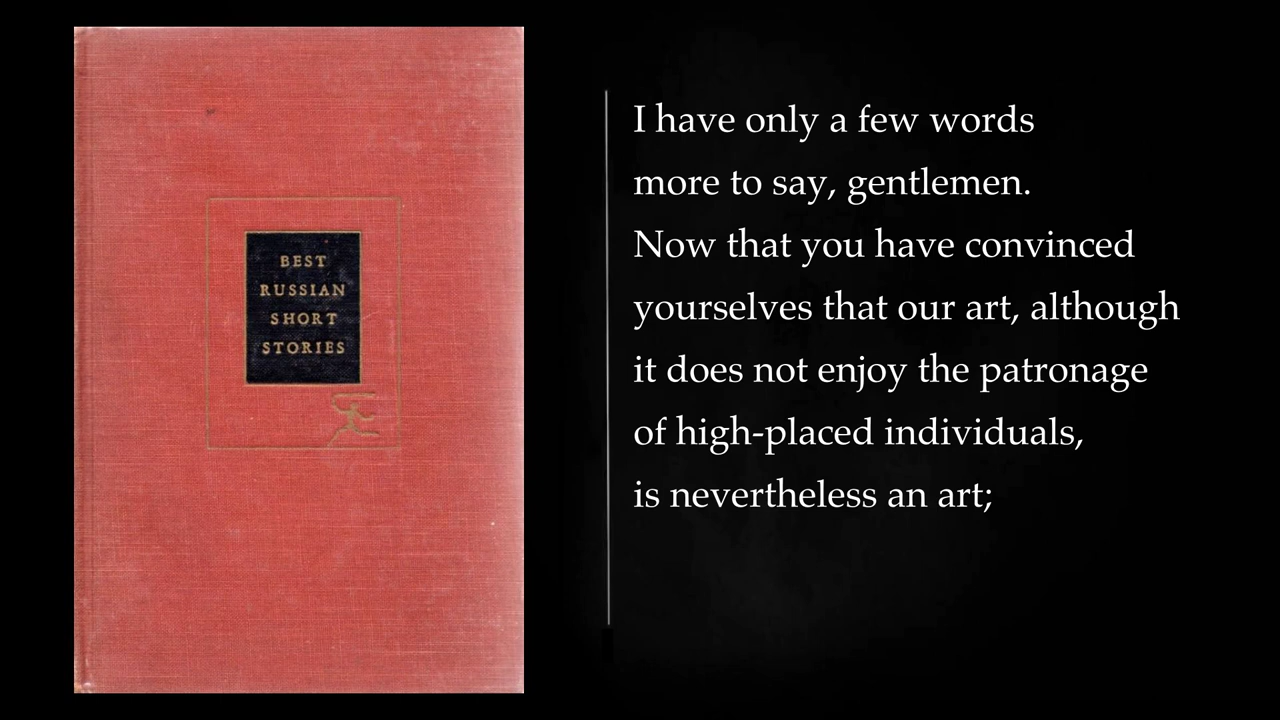 BEST
RUSSIAN
SHORT
STORIES
I have only a few words
more to say, gentlemen.
Now that you have convinced
yourselves that our art, although
it does not enjoy the patronage
of high-placed individuals,
is nevertheless an art;